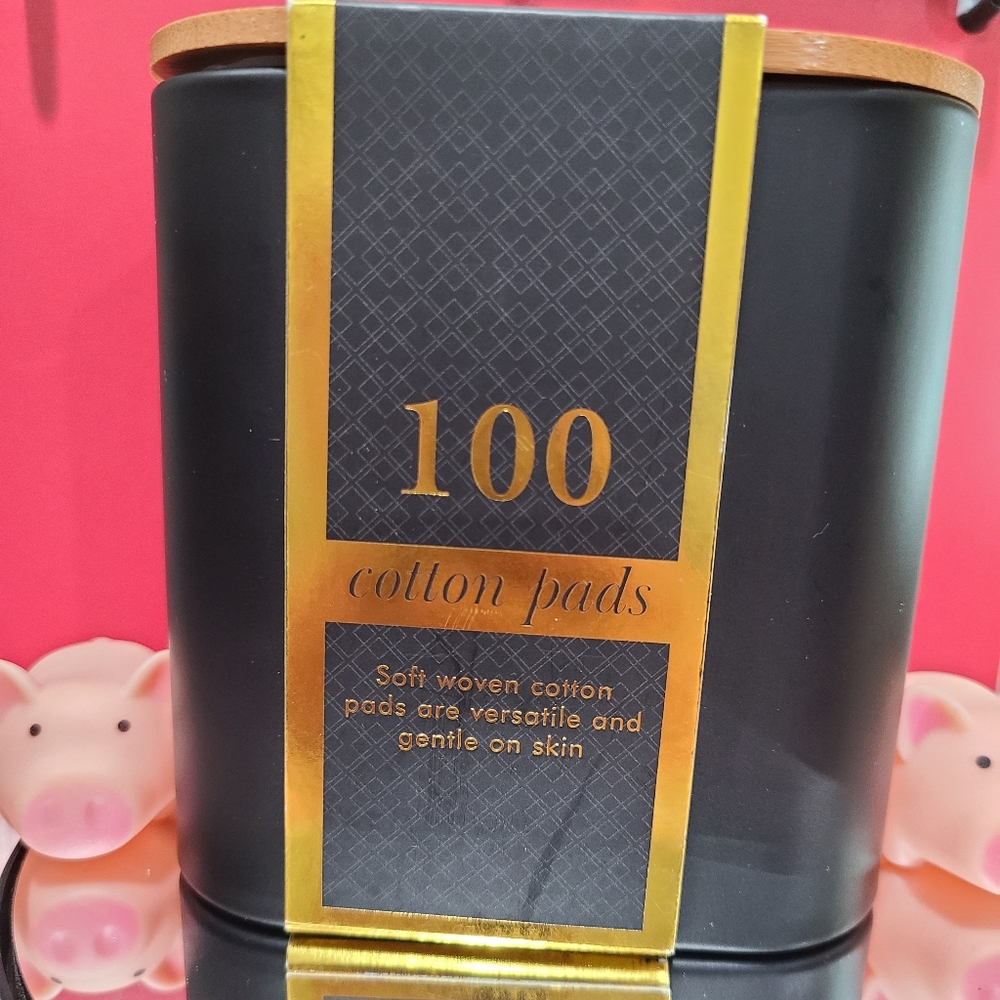 100
cotton pads
Soft woven cotton
pads are versatile and
gentle on skin